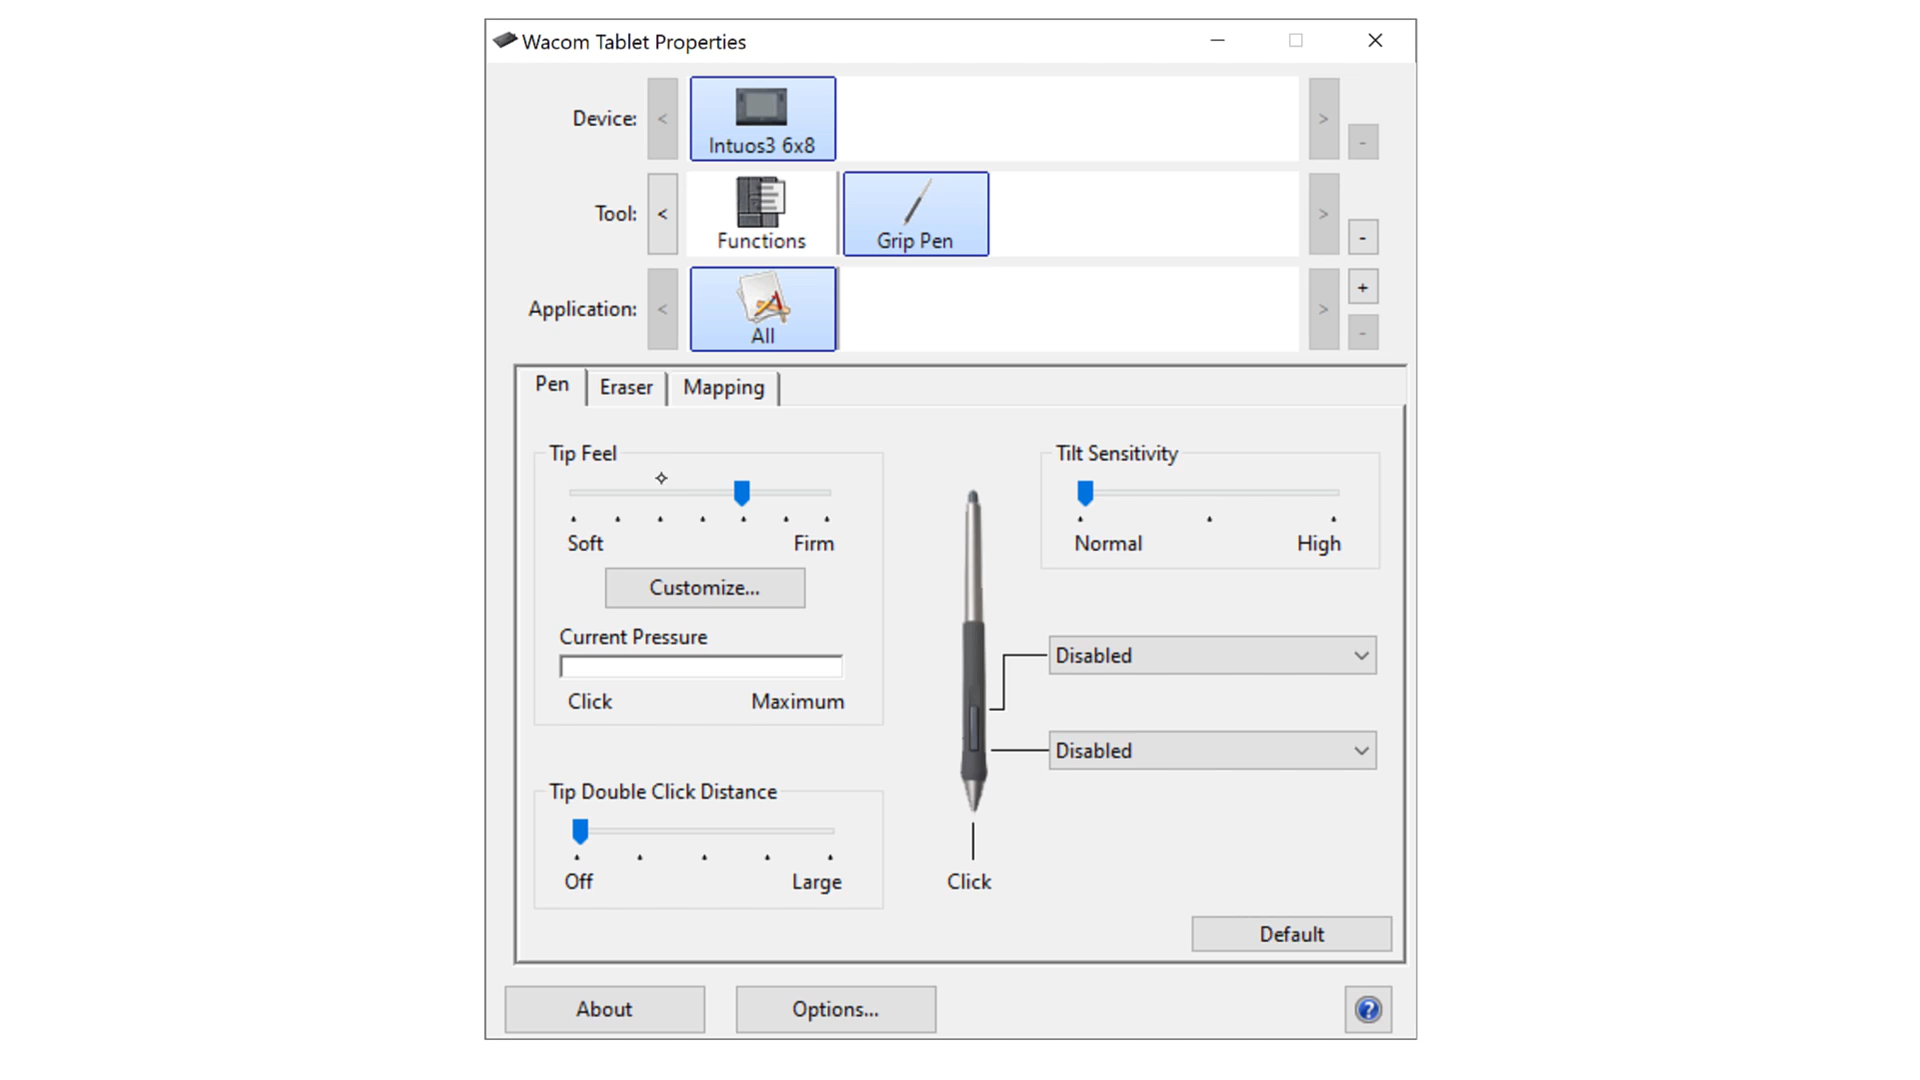 Wacom Tablet Properties
Device:
<
Intuos3 6x8
>
-
Tool:
<
Functions
Grip Pen
>
-
Application:
<
All
>
+
-
Pen
Eraser
Mapping
Tip Feel
Soft
Firm
Customize...
Current Pressure
Click
Maximum
Tip Double Click Distance
Off
Large
Click
Tilt Sensitivity
Normal
High
Disabled
Disabled
Default
About
Options...
?